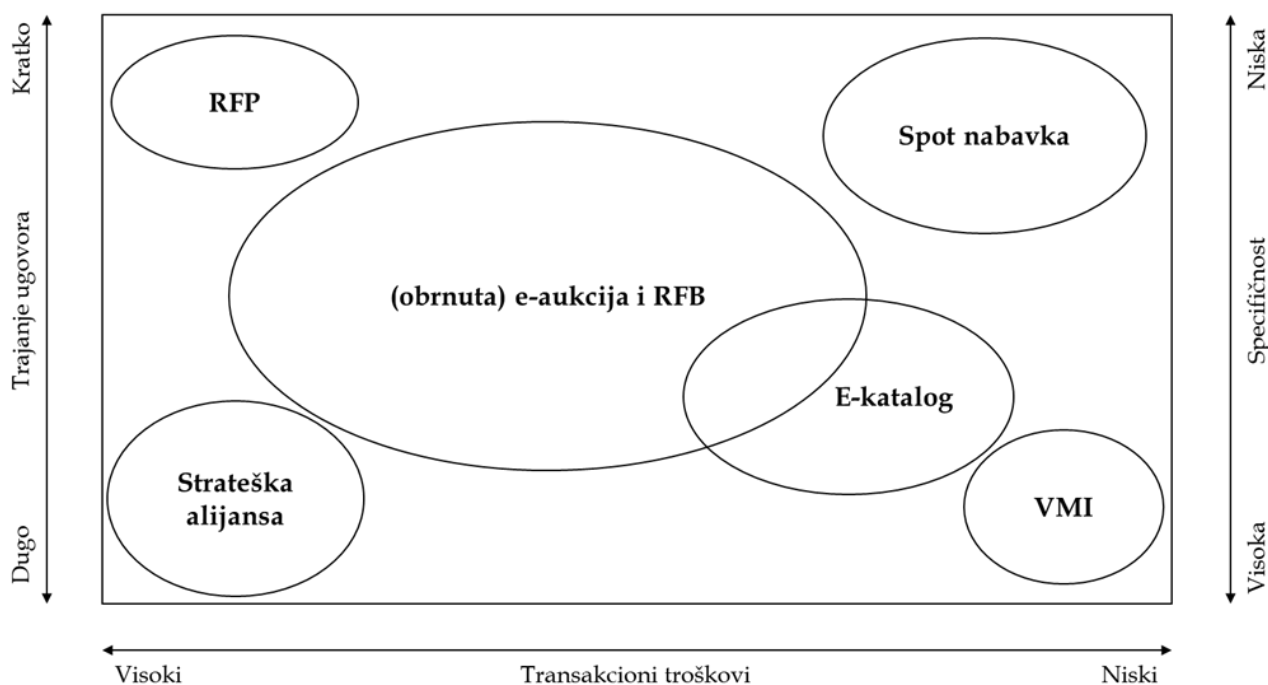 Kratko
Trajanje ugovora
Dugo
RFP
Spot nabavka
(obrnuta) e-aukcija i RFB
E-katalog
Strateška
alijansa
VMI
Niska
Specifičnost
Visoka
Visoki
Transakcioni troškovi
Niski